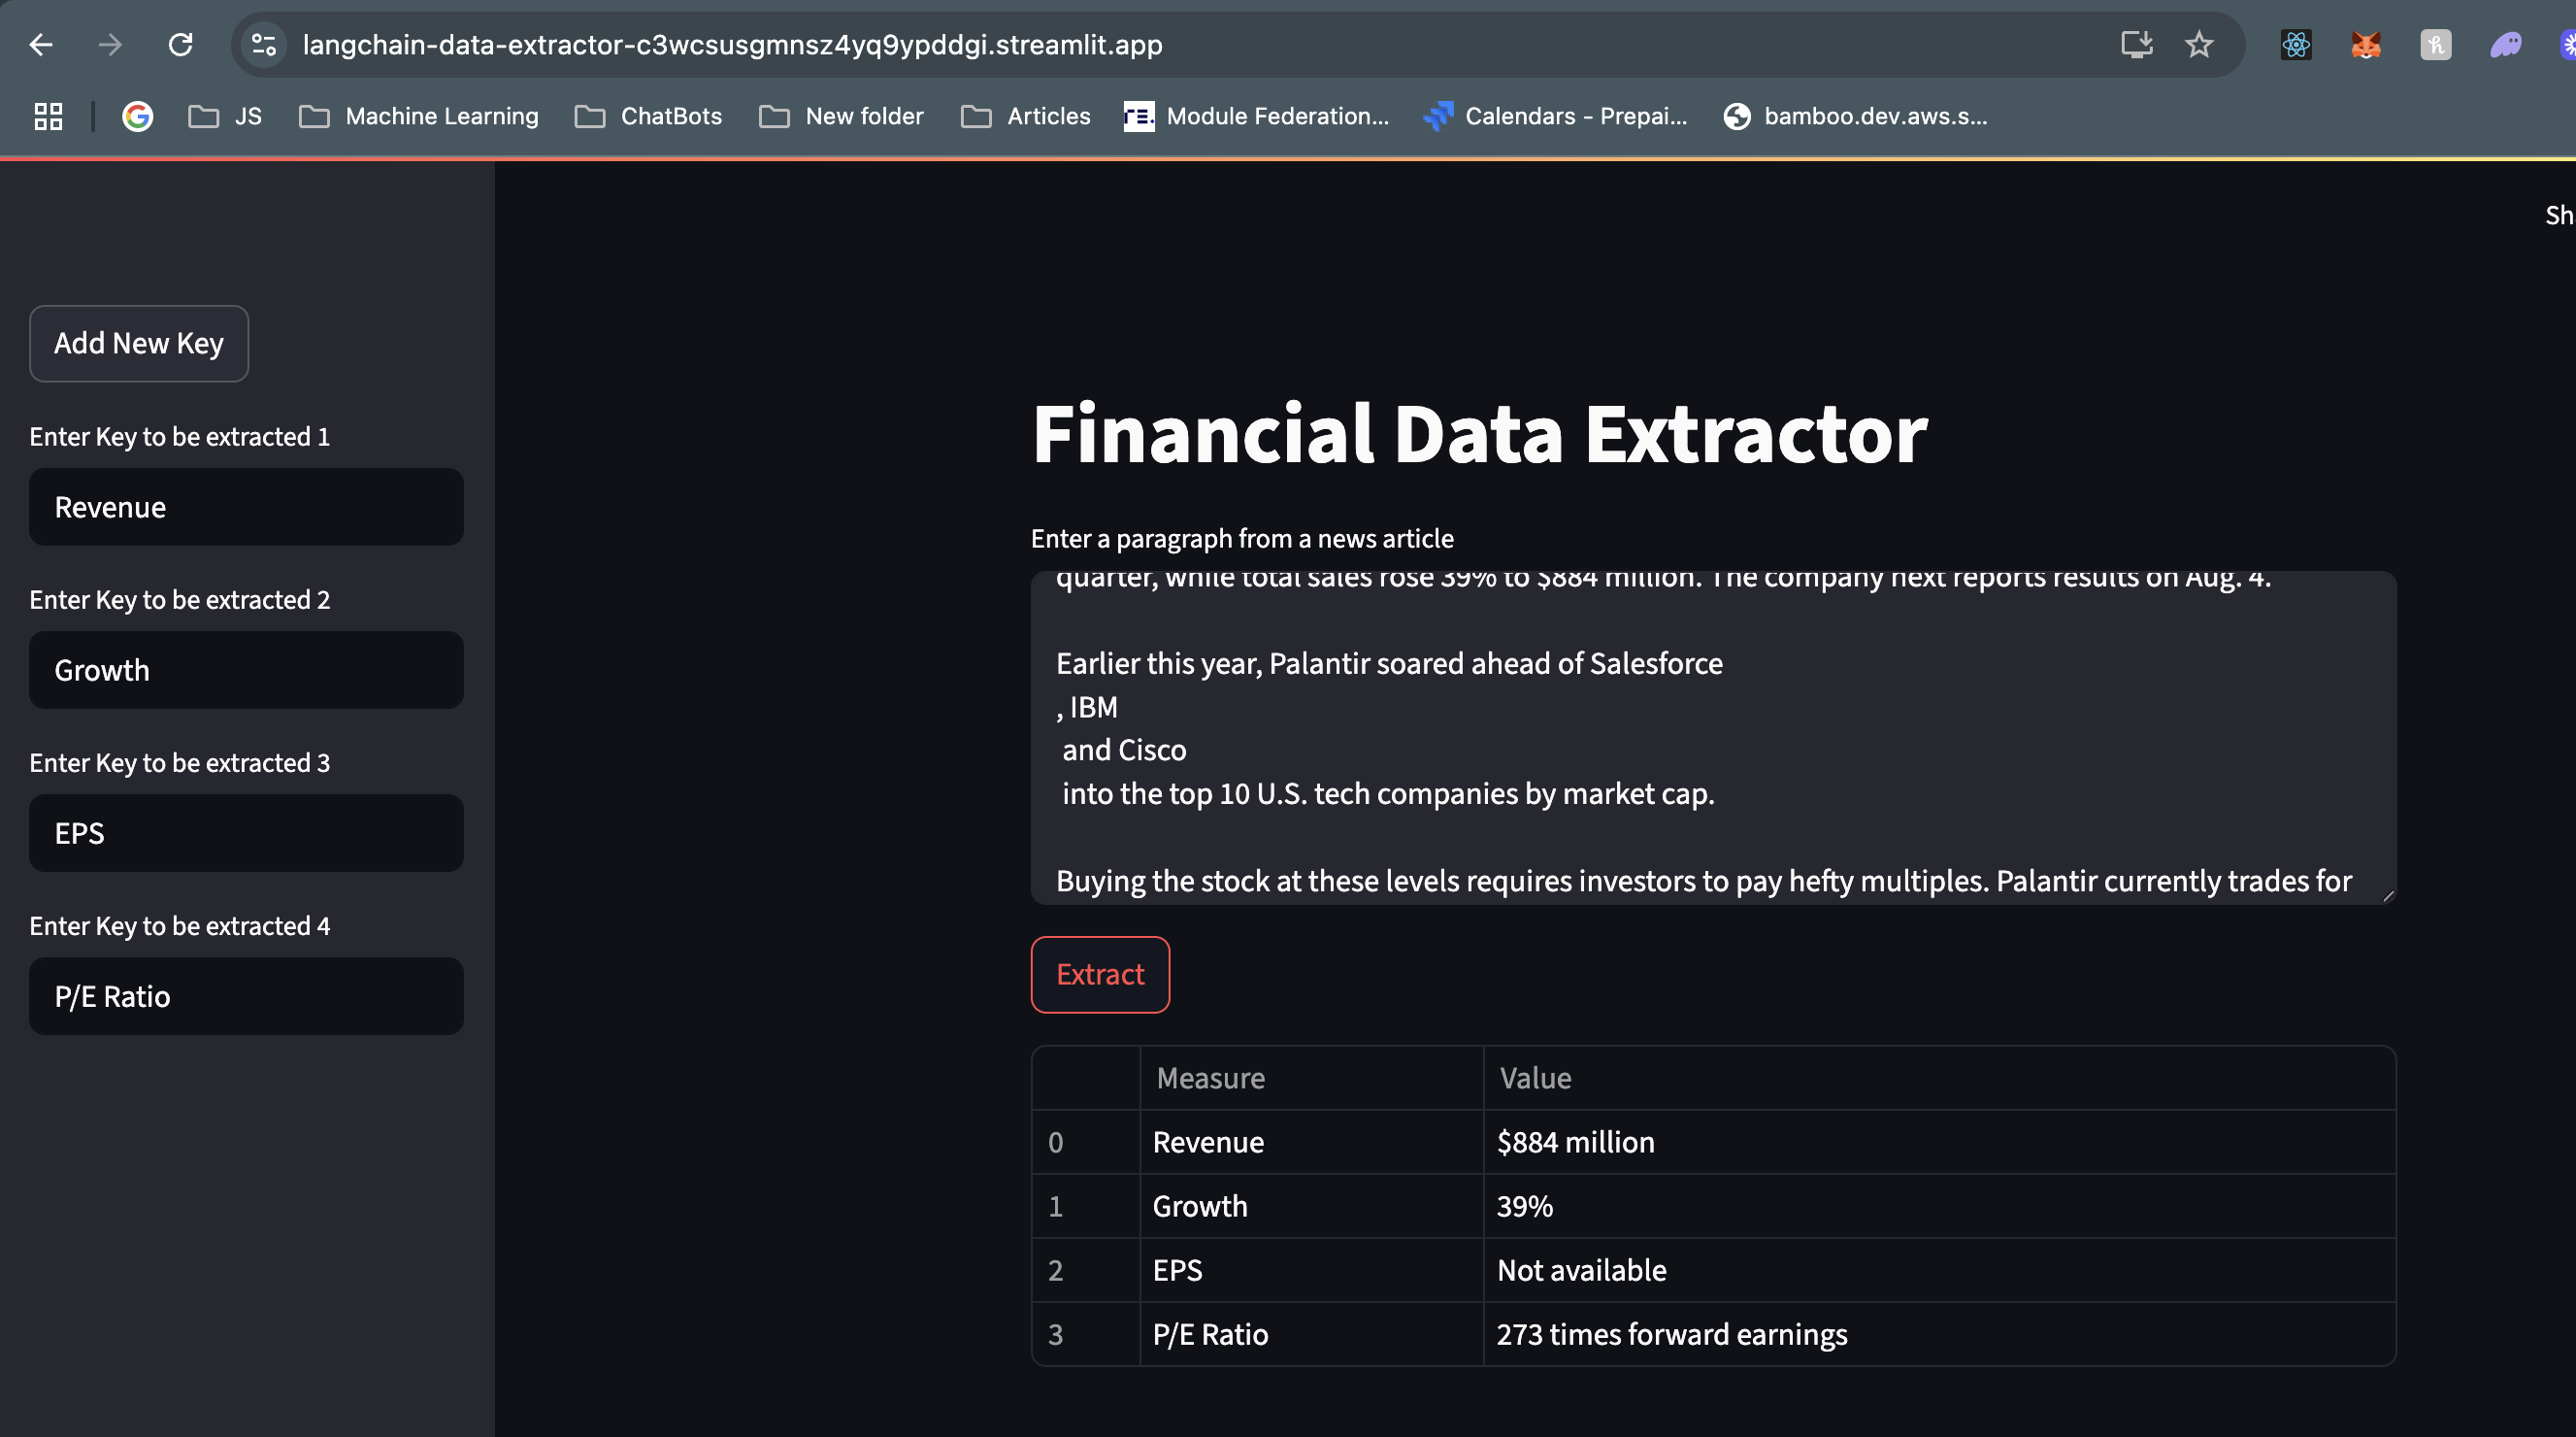 langchain-data-extractor-c3wcsusgmnsz4yq9ypddgi.streamlit.app
JS
Machine Learning
ChatBots
New folder
Articles
Module Federation...
Calendars - Prepai...
bamboo.dev.aws.s...
Sh
Add New Key
Enter Key to be extracted 1
Revenue
Enter Key to be extracted 2
Growth
Enter Key to be extracted 3
EPS
Enter Key to be extracted 4
P/E Ratio
Financial Data Extractor
Enter a paragraph from a news article
quarter, while total sales rose 39% to $884 million. The company next reports results on Aug. 4.
Earlier this year, Palantir soared ahead of Salesforce
, IBM
and Cisco
into the top 10 U.S. tech companies by market cap.
Buying the stock at these levels requires investors to pay hefty multiples. Palantir currently trades for
Extract
Measure Value
0 Revenue $884 million
1 Growth 39%
2 EPS Not available
3 P/E Ratio 273 times forward earnings